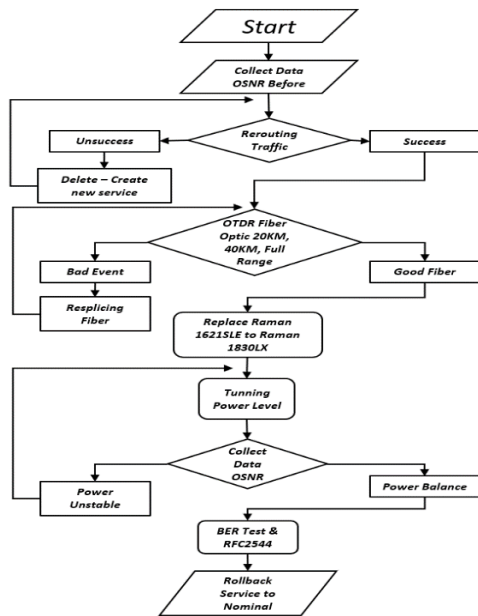 Start
Collect Data
OSNR Before
Unsuccess
Rerouting
Traffic
Success
Delete – Create
new service
OTDR Fiber
Optic 20KM,
40KM, Full
Range
Bad Event
Good Fiber
Resplicing
Fiber
Replace Raman
1621SLE to Raman
1830LX
Tunning
Power Level
Collect
Data
OSNR
Power
Unstable
Power Balance
BER Test &
RFC2544
Rollback
Service to
Nominal